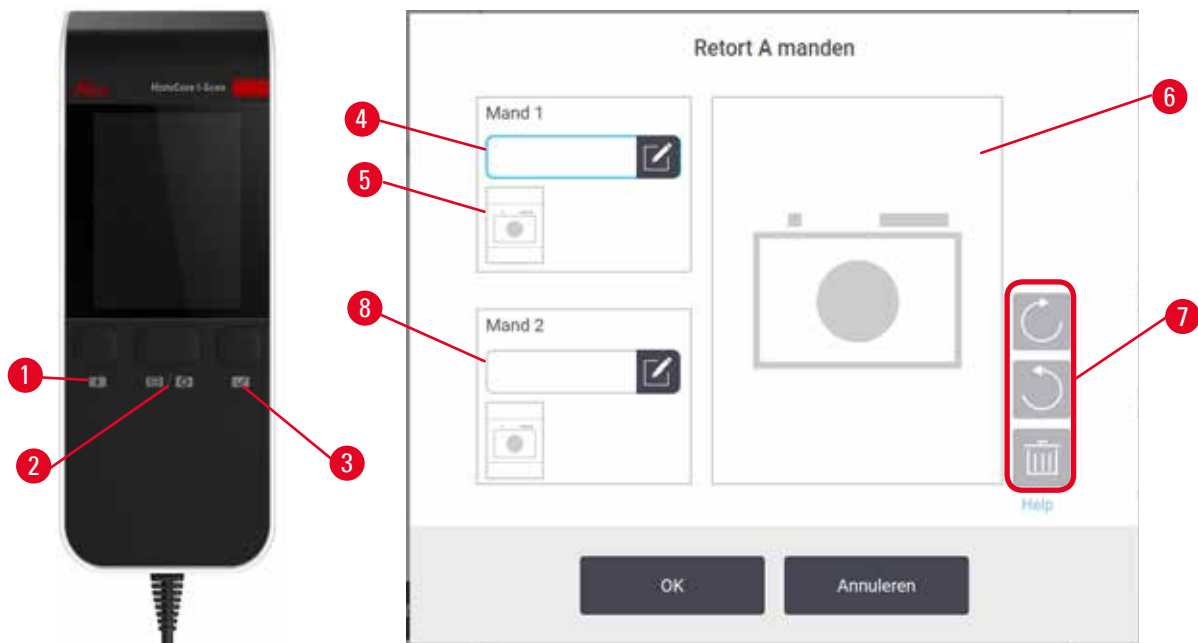 Leica
HistoCore I-Scan
1
2
3
Retort A manden
Mand 1
4
5
6
Mand 2
8
7
Help
OK
Annuleren